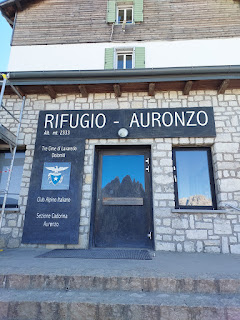 RIFUGIO - AURONZO
Alt. mt. 2333
Tre Cime di Lavaredo
Dolomiti
Club Alpino Italiano
Sezione Cadorina
Auronzo